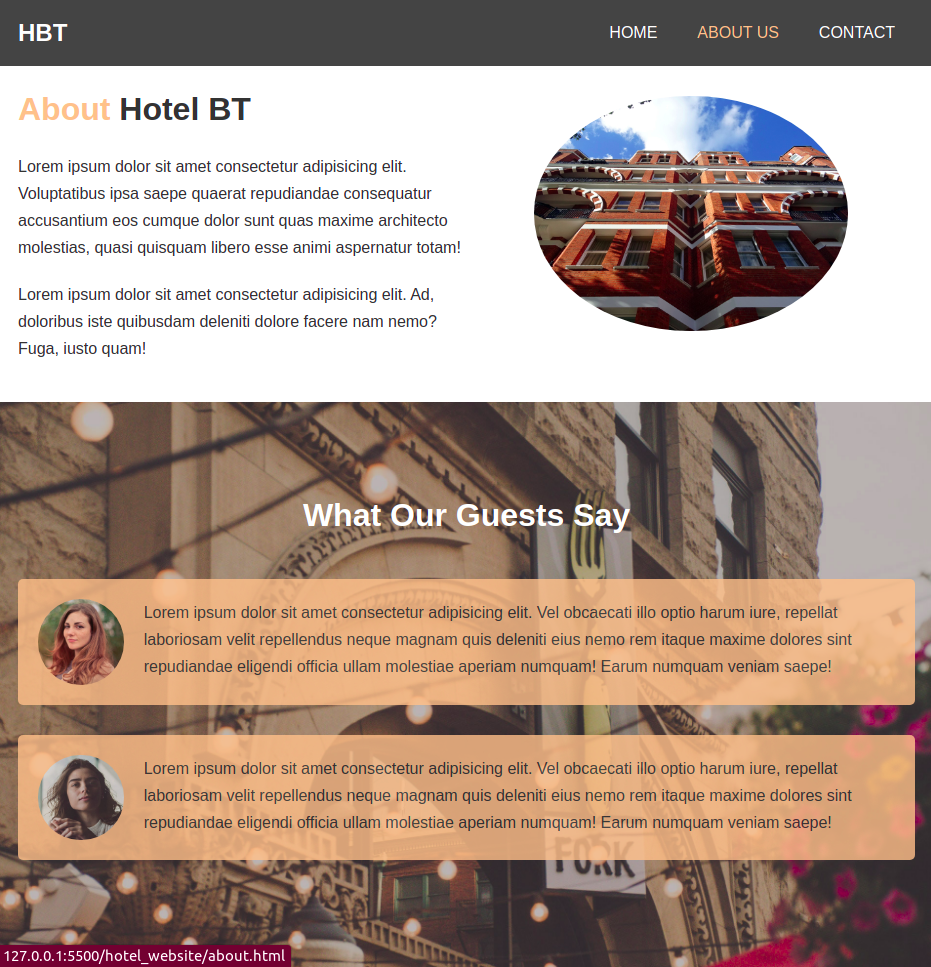 HBT
HOME
ABOUT US
CONTACT
About Hotel BT
Lorem ipsum dolor sit amet consectetur adipisicing elit.
Voluptatibus ipsa saepe quaerat repudiandae consequatur
accusantium eos cumque dolor sunt quas maxime architecto
molestias, quasi quisquam libero esse animi aspernatur totam!
Lorem ipsum dolor sit amet consectetur adipisicing elit. Ad,
doloribus iste quibusdam deleniti dolore facere nam nemo?
Fuga, iusto quam!
What Our Guests Say
Lorem ipsum dolor sit amet consectetur adipisicing elit. Vel obcaecati illo optio harum iure, repellat
laboriosam velit repellendus neque magnam quis deleniti eius nemo rem itaque maxime dolores sint
repudiandae eligendi officia ullam molestiae aperiam numquam! Earum numquam veniam saepe!
Lorem ipsum dolor sit amet consectetur adipisicing elit. Vel obcaecati illo optio harum iure, repellat
laboriosam velit repellendus neque magnam quis deleniti eius nemo rem itaque maxime dolores sint
repudiandae eligendi officia ullam molestiae aperiam numquam! Earum numquam veniam saepe!
FORK
127.0.0.1:5500/hotel_website/about.html